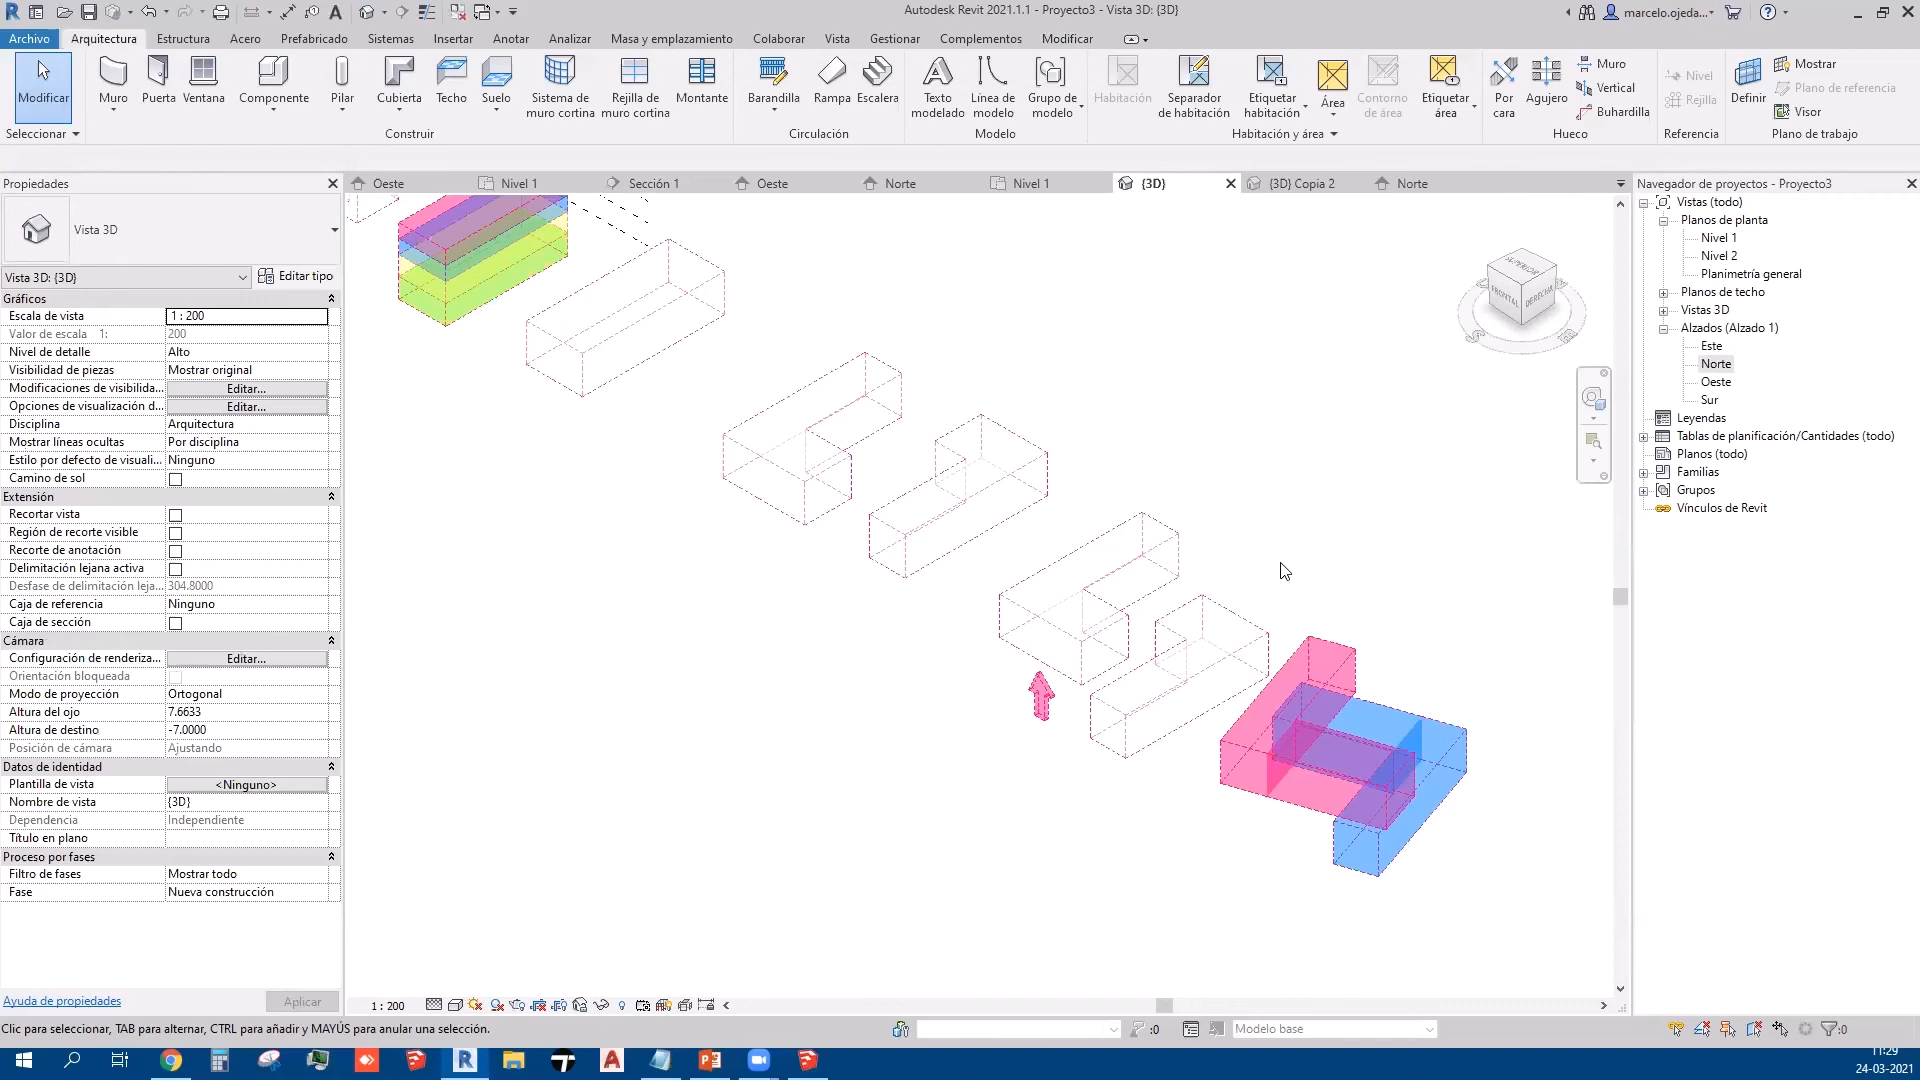 Autodesk Revit 2021.1.1 - Proyecto3 - Vista 3D: {3D}
marcelo.ojeda...
Archivo Arquitectura Estructura Acero Prefabricado Sistemas Insertar Anotar Analizar Masa y emplazamiento Colaborar Vista Gestionar Complementos Modificar
Modificar
Muro
Puerta
Ventana
Componente
Pilar
Cubierta
Techo
Suelo
Sistema de
muro cortina
Rejilla de
muro cortina
Montante
Barandilla
Rampa
Escalera
Texto
modelado
Línea de
modelo
Grupo de
modelo
Habitación
Separador
de habitación
Etiquetar
habitación
Área
Contorno
de área
Etiquetar
área
Por
cara
Agujero
Muro
Vertical
Buhardilla
Nivel
Rejilla
Definir
Mostrar
Plano de referencia
Visor
Seleccionar
Construir
Circulación
Modelo
Habitación y área
Hueco
Referencia
Plano de trabajo
Propiedades
Oeste
Nivel 1
Sección 1
Oeste
Norte
Nivel 1
{3D}
{3D} Copia 2
Norte
Navegador de proyectos - Proyecto3
Vista 3D
Vista 3D: {3D}
Editar tipo
Gráficos
Escala de vista 1 : 200
Valor de escala 1: 200
Nivel de detalle Alto
Visibilidad de piezas Mostrar original
Modificaciones de visibilida... Editar...
Opciones de visualización d... Editar...
Disciplina Arquitectura
Mostrar líneas ocultas Por disciplina
Estilo por defecto de visuali... Ninguno
Camino de sol
Extensión
Recortar vista
Región de recorte visible
Recorte de anotación
Delimitación lejana activa
Desfase de delimitación leja... 304.8000
Caja de referencia Ninguno
Caja de sección
Cámara
Configuración de renderiza... Editar...
Orientación bloqueada
Modo de proyección Ortogonal
Altura del ojo 7.6633
Altura de destino -7.0000
Posición de cámara Ajustando
Datos de identidad
Plantilla de vista <Ninguno>
Nombre de vista {3D}
Dependencia Independiente
Título en plano
Proceso por fases
Filtro de fases Mostrar todo
Fase Nueva construcción
Ayuda de propiedades
Aplicar
SUPERIOR
FRONTAL
DERECHA
Vistas (todo)
Planos de planta
Nivel 1
Nivel 2
Planimetría general
Planos de techo
Vistas 3D
Alzados (Alzado 1)
Este
Norte
Oeste
Sur
Leyendas
Tablas de planificación/Cantidades (todo)
Planos (todo)
Familias
Grupos
Vínculos de Revit
1 : 200
Clic para seleccionar, TAB para alternar, CTRL para añadir y MAYÚS para anular una selección.
:0
Modelo base
:0
11:29
24-03-2021